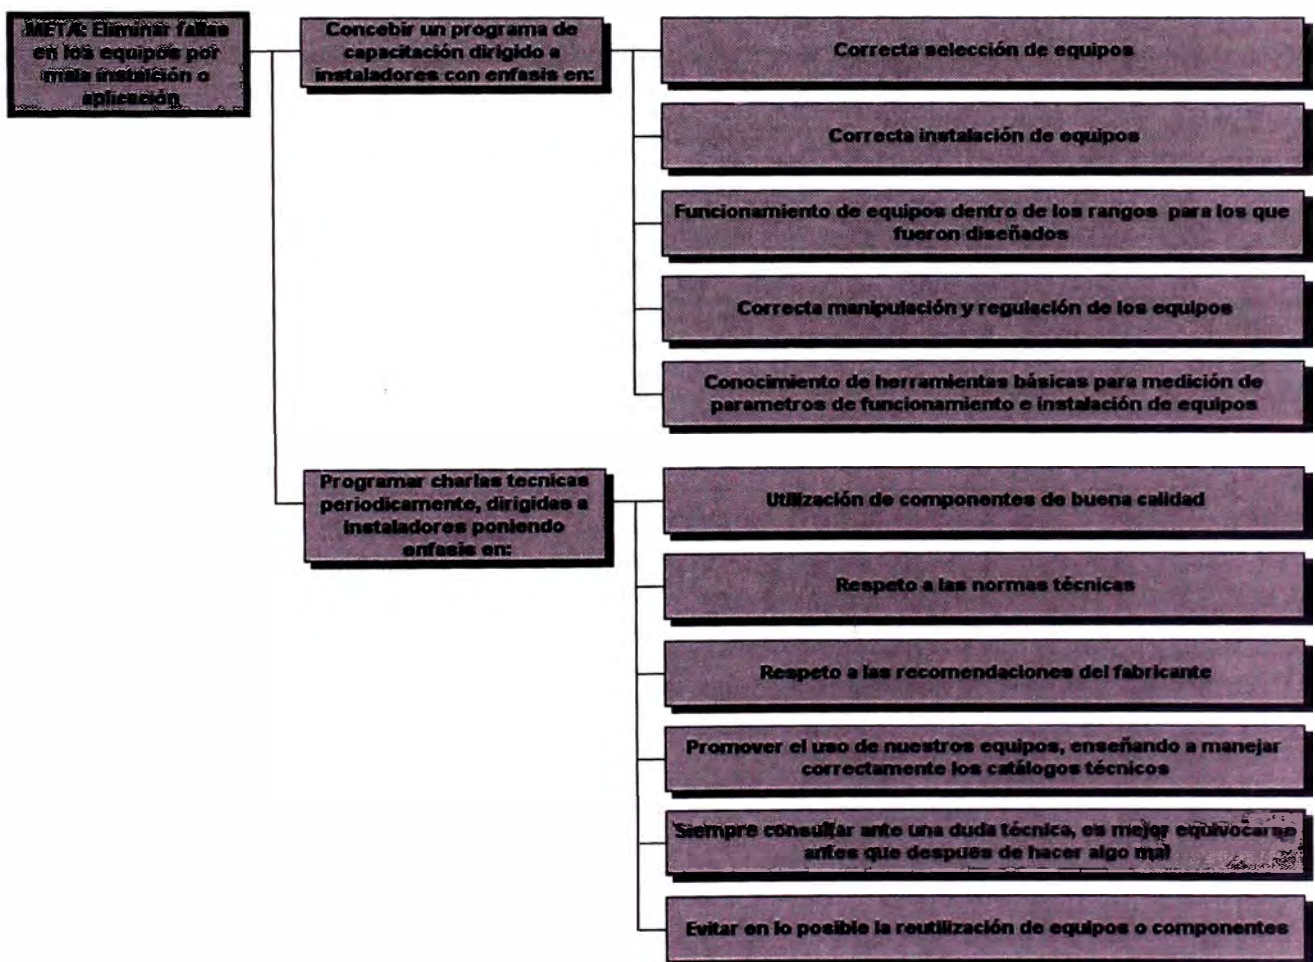 META: Eliminar fallas
en los equipos por
mala instalción o
aplicación
Concebir un programa de
capacitación dirigido a
instaladores con enfasis en:
Correcta selección de equipos
Correcta instalación de equipos
Funcionamiento de equipos dentro de los rangos para los que
fueron diseñados
Correcta manipulación y regulación de los equipos
Conocimiento de herramientas básicas para medición de
parametros de funcionamiento e instalación de equipos
Programar charlas tecnicas
periodicamente, dirigidas a
instaladores poniendo
enfasis en:
Utilización de componentes de buena calidad
Respeto a las normas técnicas
Respeto a las recomendaciones del fabricante
Promover el uso de nuestros equipos, enseñando a manejar
correctamente los catálogos técnicos
Siempre consultar ante una duda técnica, es mejor equivocarse
antes que después de hacer algo mal
Evitar en lo posible la reutilización de equipos o componentes